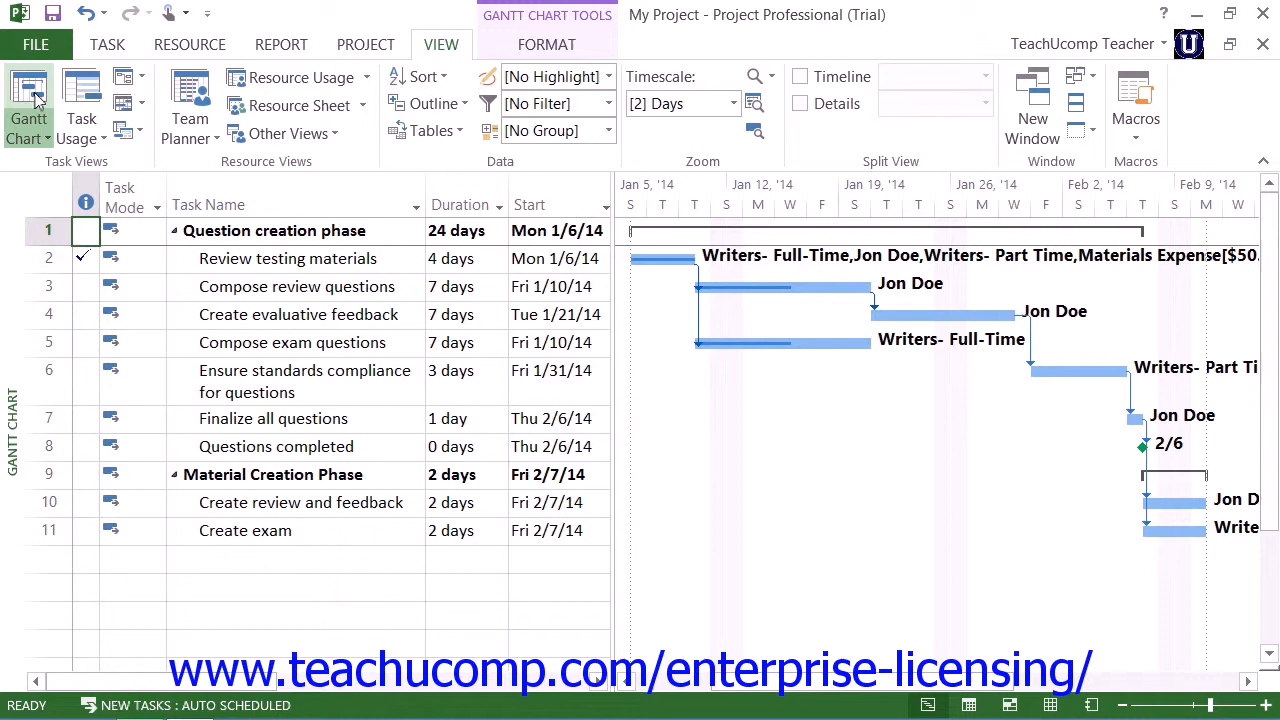 GANTT CHART TOOLS
My Project - Project Professional (Trial)
FILE TASK RESOURCE REPORT PROJECT VIEW FORMAT
TeachUcomp Teacher
U
Gantt Chart
Task Usage
Team Planner
Resource Usage
Resource Sheet
Other Views
Sort
Outline
Tables
[No Highlight]
[No Filter]
[No Group]
Timescale:
[2] Days
Timeline
Details
New Window
Macros
Task Views Resource Views Data Zoom Split View Window Macros
Task Mode Task Name Duration Start
Jan 5, '14 Jan 12, '14 Jan 19, '14 Jan 26, '14 Feb 2, '14 Feb 9, '14
S T T S M W F S T T S M W F S T T S M W
1 Question creation phase 24 days Mon 1/6/14
2 Review testing materials 4 days Mon 1/6/14 Writers- Full-Time,Jon Doe,Writers- Part Time,Materials Expense[$50.
3 Compose review questions 7 days Fri 1/10/14 Jon Doe
4 Create evaluative feedback 7 days Tue 1/21/14 Jon Doe
5 Compose exam questions 7 days Fri 1/10/14 Writers- Full-Time
6 Ensure standards compliance for questions 3 days Fri 1/31/14 Writers- Part Ti
7 Finalize all questions 1 day Thu 2/6/14 Jon Doe
8 Questions completed 0 days Thu 2/6/14 2/6
9 Material Creation Phase 2 days Fri 2/7/14
10 Create review and feedback 2 days Fri 2/7/14 Jon D
11 Create exam 2 days Fri 2/7/14 Write
GANTT CHART
www.teachucomp.com/enterprise-licensing/
READY NEW TASKS : AUTO SCHEDULED